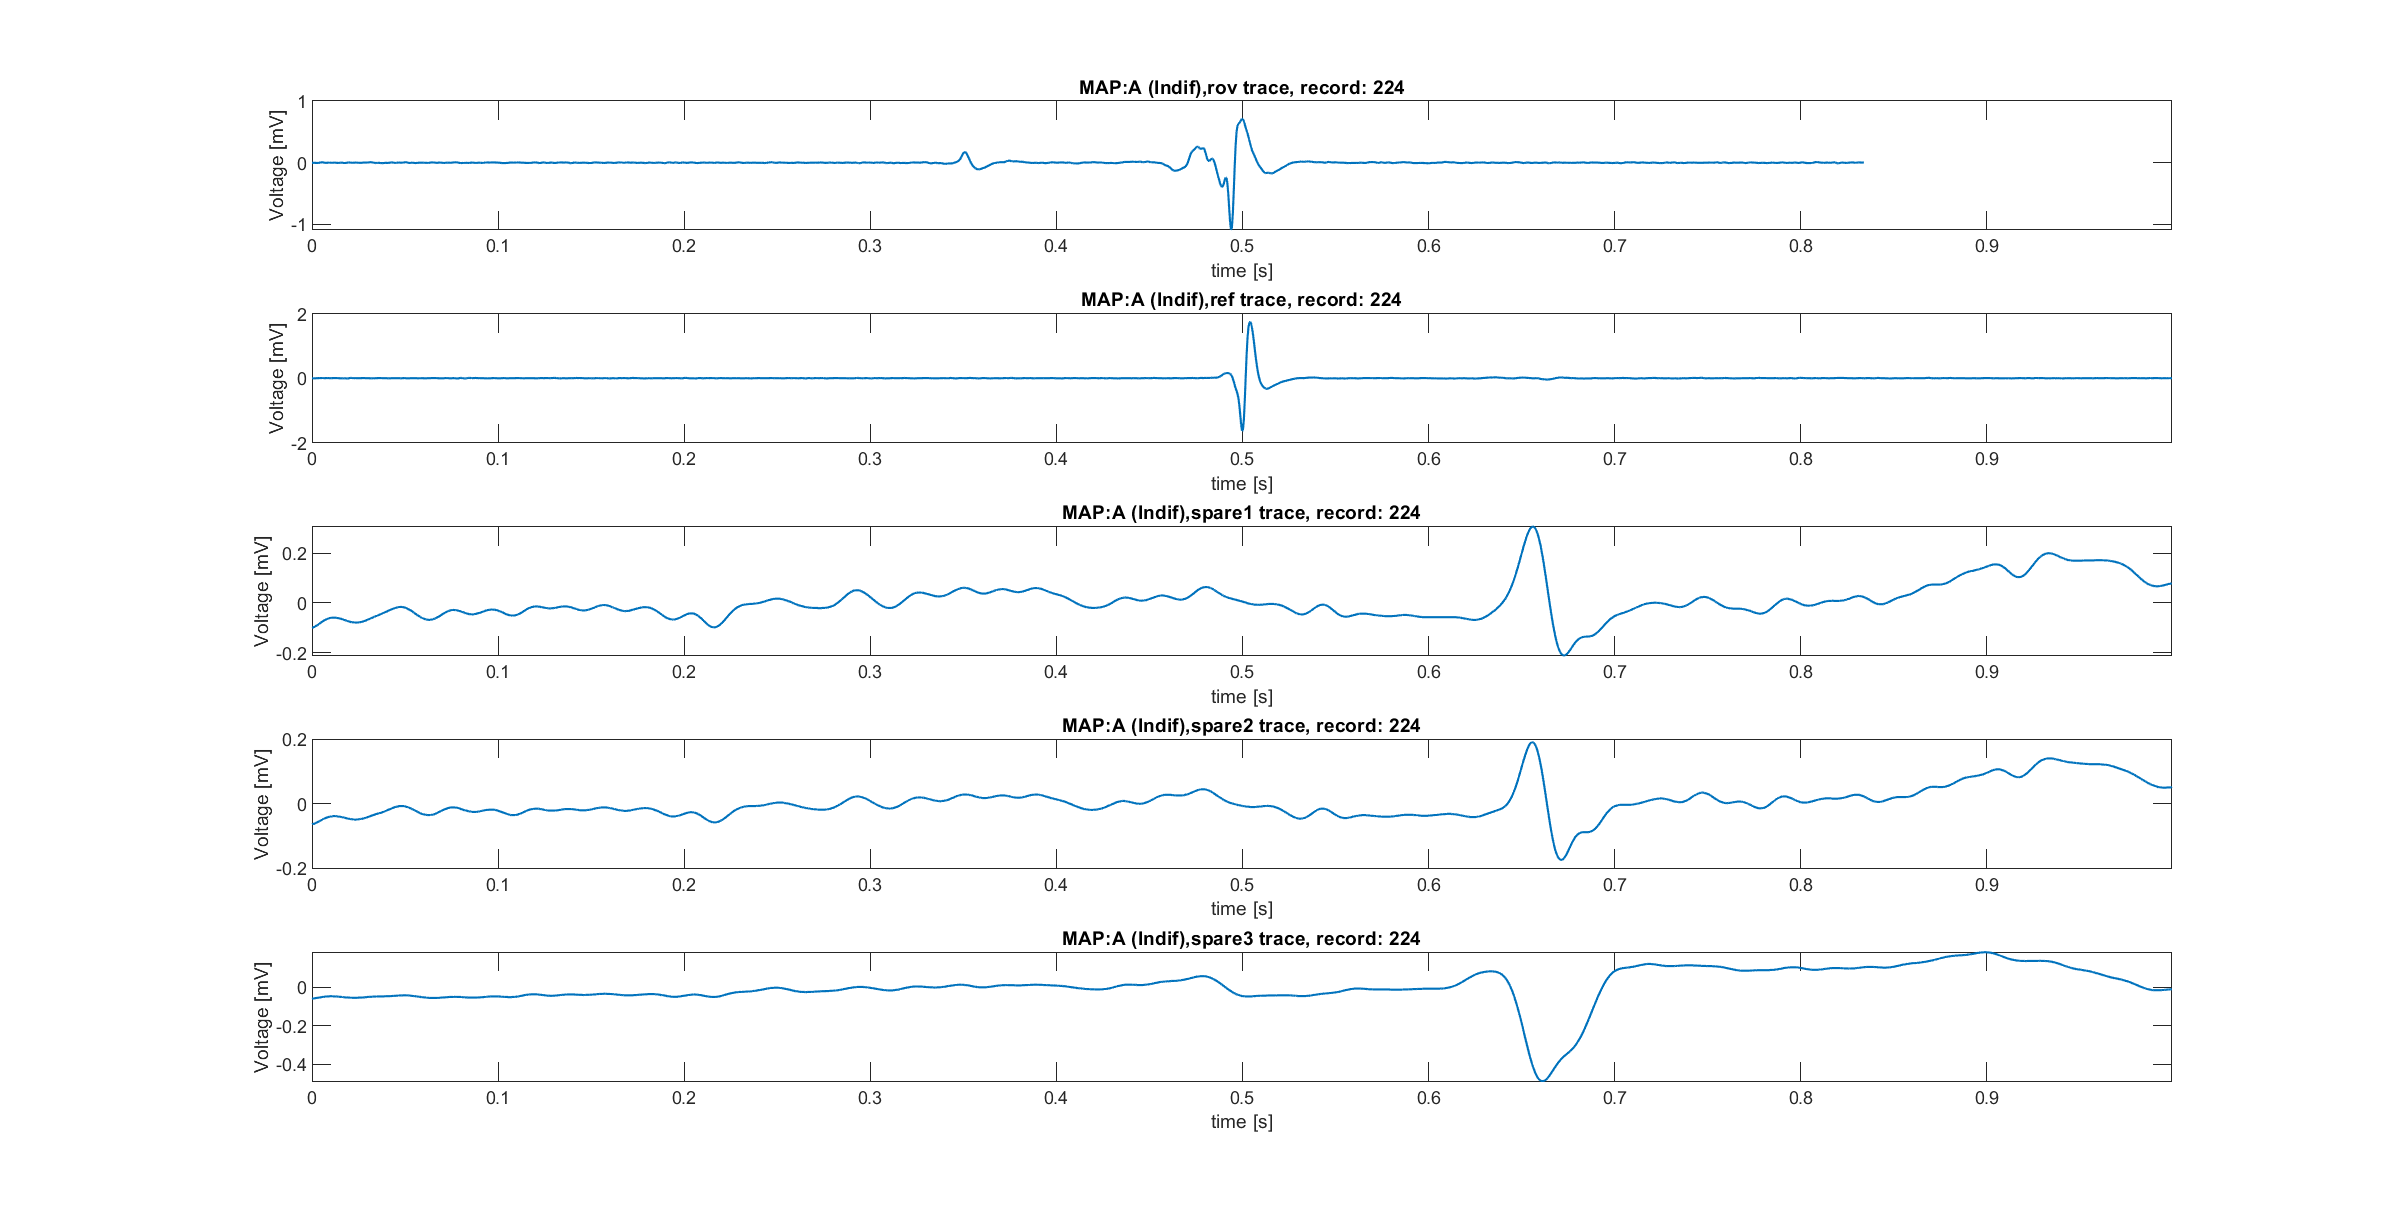 MAP:A (Indif),rov trace, record: 224
Voltage [mV]
1
0
-1
0 0.1 0.2 0.3 0.4 0.5 0.6 0.7 0.8 0.9
time [s]
MAP:A (Indif),ref trace, record: 224
Voltage [mV]
2
0
-2
0 0.1 0.2 0.3 0.4 0.5 0.6 0.7 0.8 0.9
time [s]
MAP:A (Indif),spare1 trace, record: 224
Voltage [mV]
0.2
0
-0.2
0 0.1 0.2 0.3 0.4 0.5 0.6 0.7 0.8 0.9
time [s]
MAP:A (Indif),spare2 trace, record: 224
Voltage [mV]
0.2
0
-0.2
0 0.1 0.2 0.3 0.4 0.5 0.6 0.7 0.8 0.9
time [s]
MAP:A (Indif),spare3 trace, record: 224
Voltage [mV]
0
-0.2
-0.4
0 0.1 0.2 0.3 0.4 0.5 0.6 0.7 0.8 0.9
time [s]